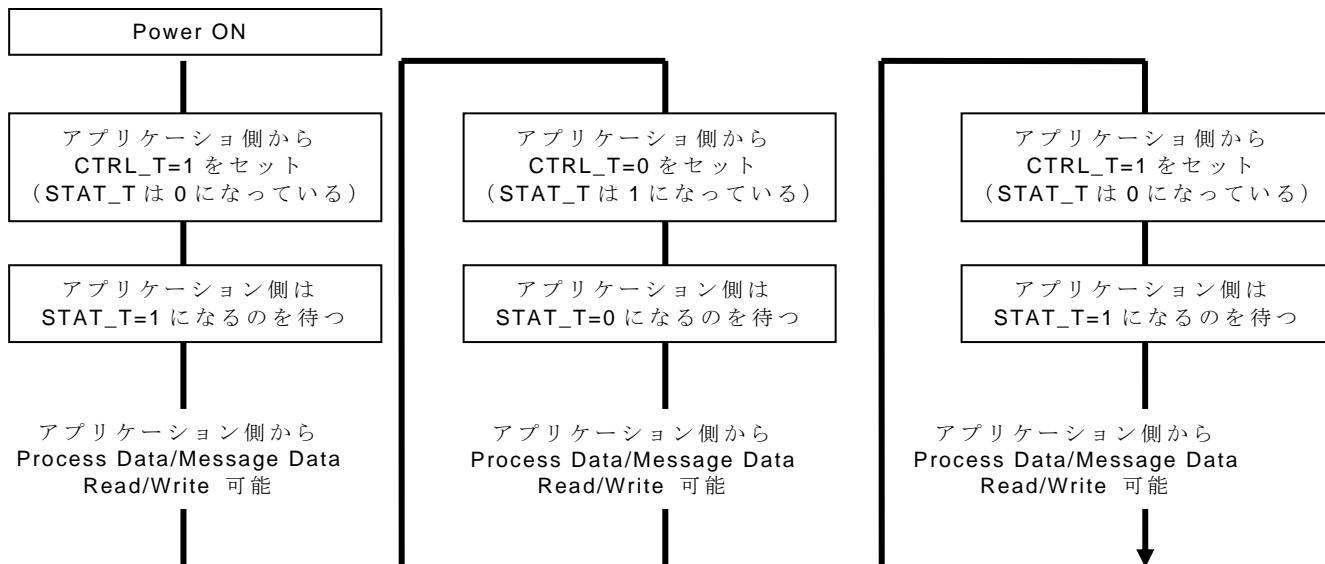 Power ON
アプリケーショ側から
CTRL_T=1 をセット
（STAT_T は 0 になっている）
アプリケーション側は
STAT_T=1 になるのを待つ
アプリケーション側から
Process Data/Message Data
Read/Write 可能
アプリケーショ側から
CTRL_T=0 をセット
（STAT_T は 1 になっている）
アプリケーション側は
STAT_T=0 になるのを待つ
アプリケーション側から
Process Data/Message Data
Read/Write 可能
アプリケーショ側から
CTRL_T=1 をセット
（STAT_T は 0 になっている）
アプリケーション側は
STAT_T=1 になるのを待つ
アプリケーション側から
Process Data/Message Data
Read/Write 可能